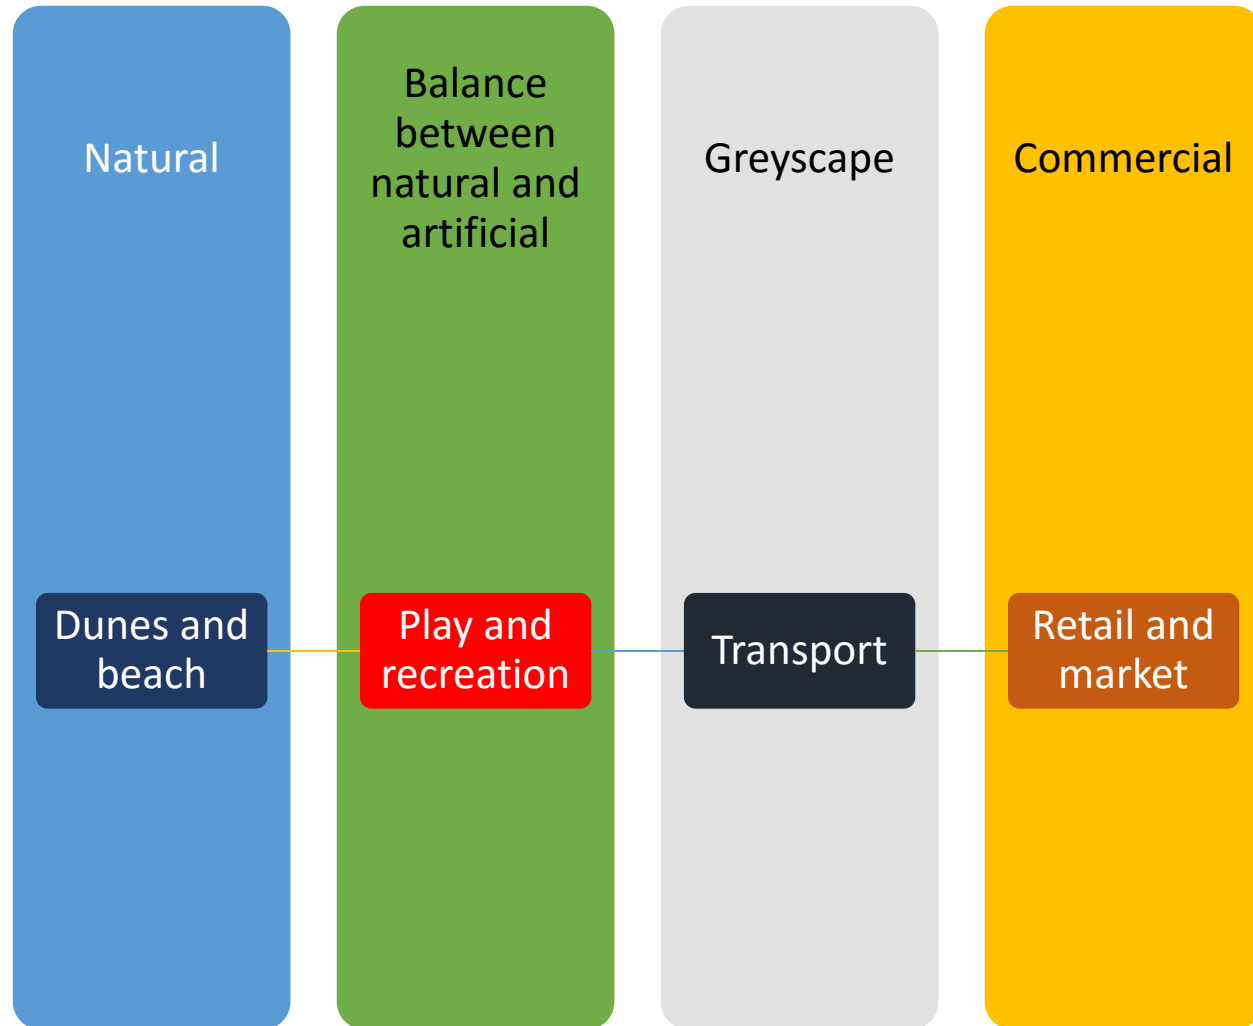 Natural
Balance
between
natural and
artificial
Greyscape
Commercial
Dunes and
beach
Play and
recreation
Transport
Retail and
market